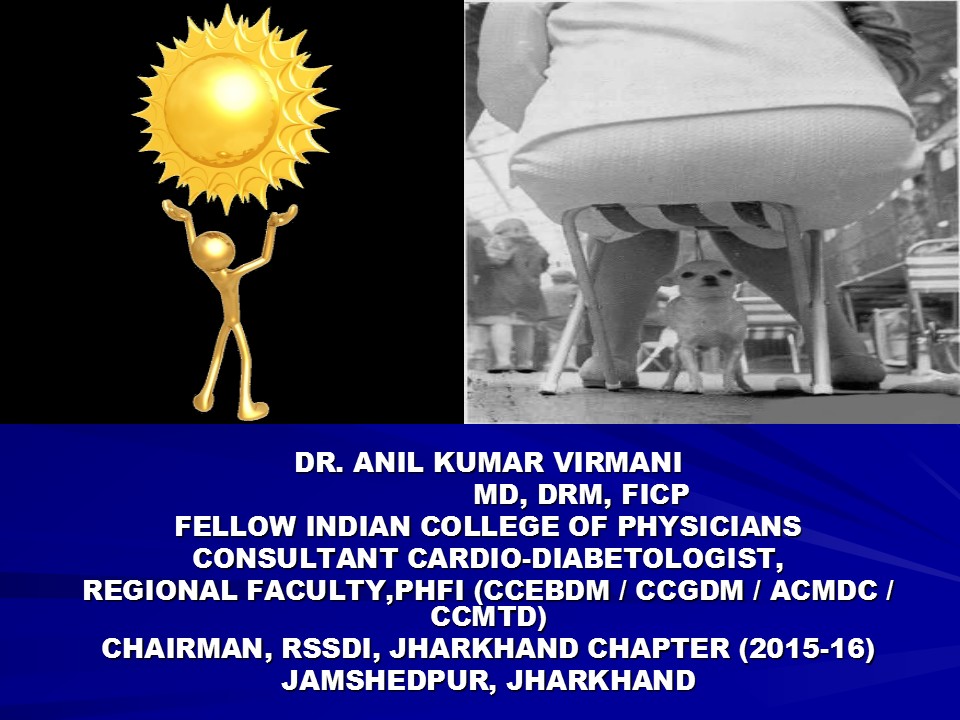 DR. ANIL KUMAR VIRMANI
MD, DRM, FICP
FELLOW INDIAN COLLEGE OF PHYSICIANS
CONSULTANT CARDIO-DIABETOLOGIST,
REGIONAL FACULTY,PHFI (CCEBDM / CCGDM / ACMDC /
CCMTD)
CHAIRMAN, RSSDI, JHARKHAND CHAPTER (2015-16)
JAMSHEDPUR, JHARKHAND